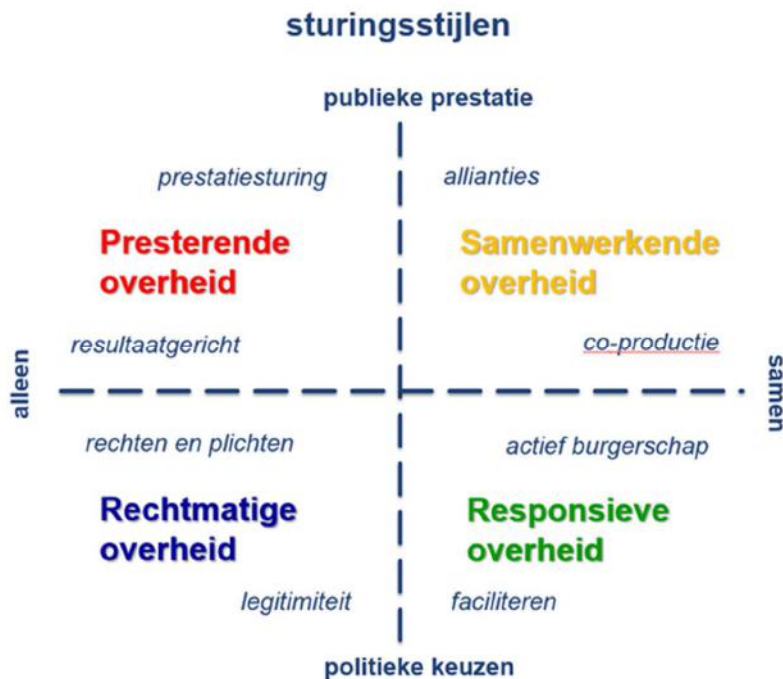 sturingsstijlen
publieke prestatie
prestatiesturing
allianties
Presterende
overheid
Samenwerkende
overheid
resultaatgericht
co-productie
alleen
samen
rechten en plichten
actief burgerschap
Rechtmatige
overheid
Responsieve
overheid
legitimiteit
faciliteren
politieke keuzen